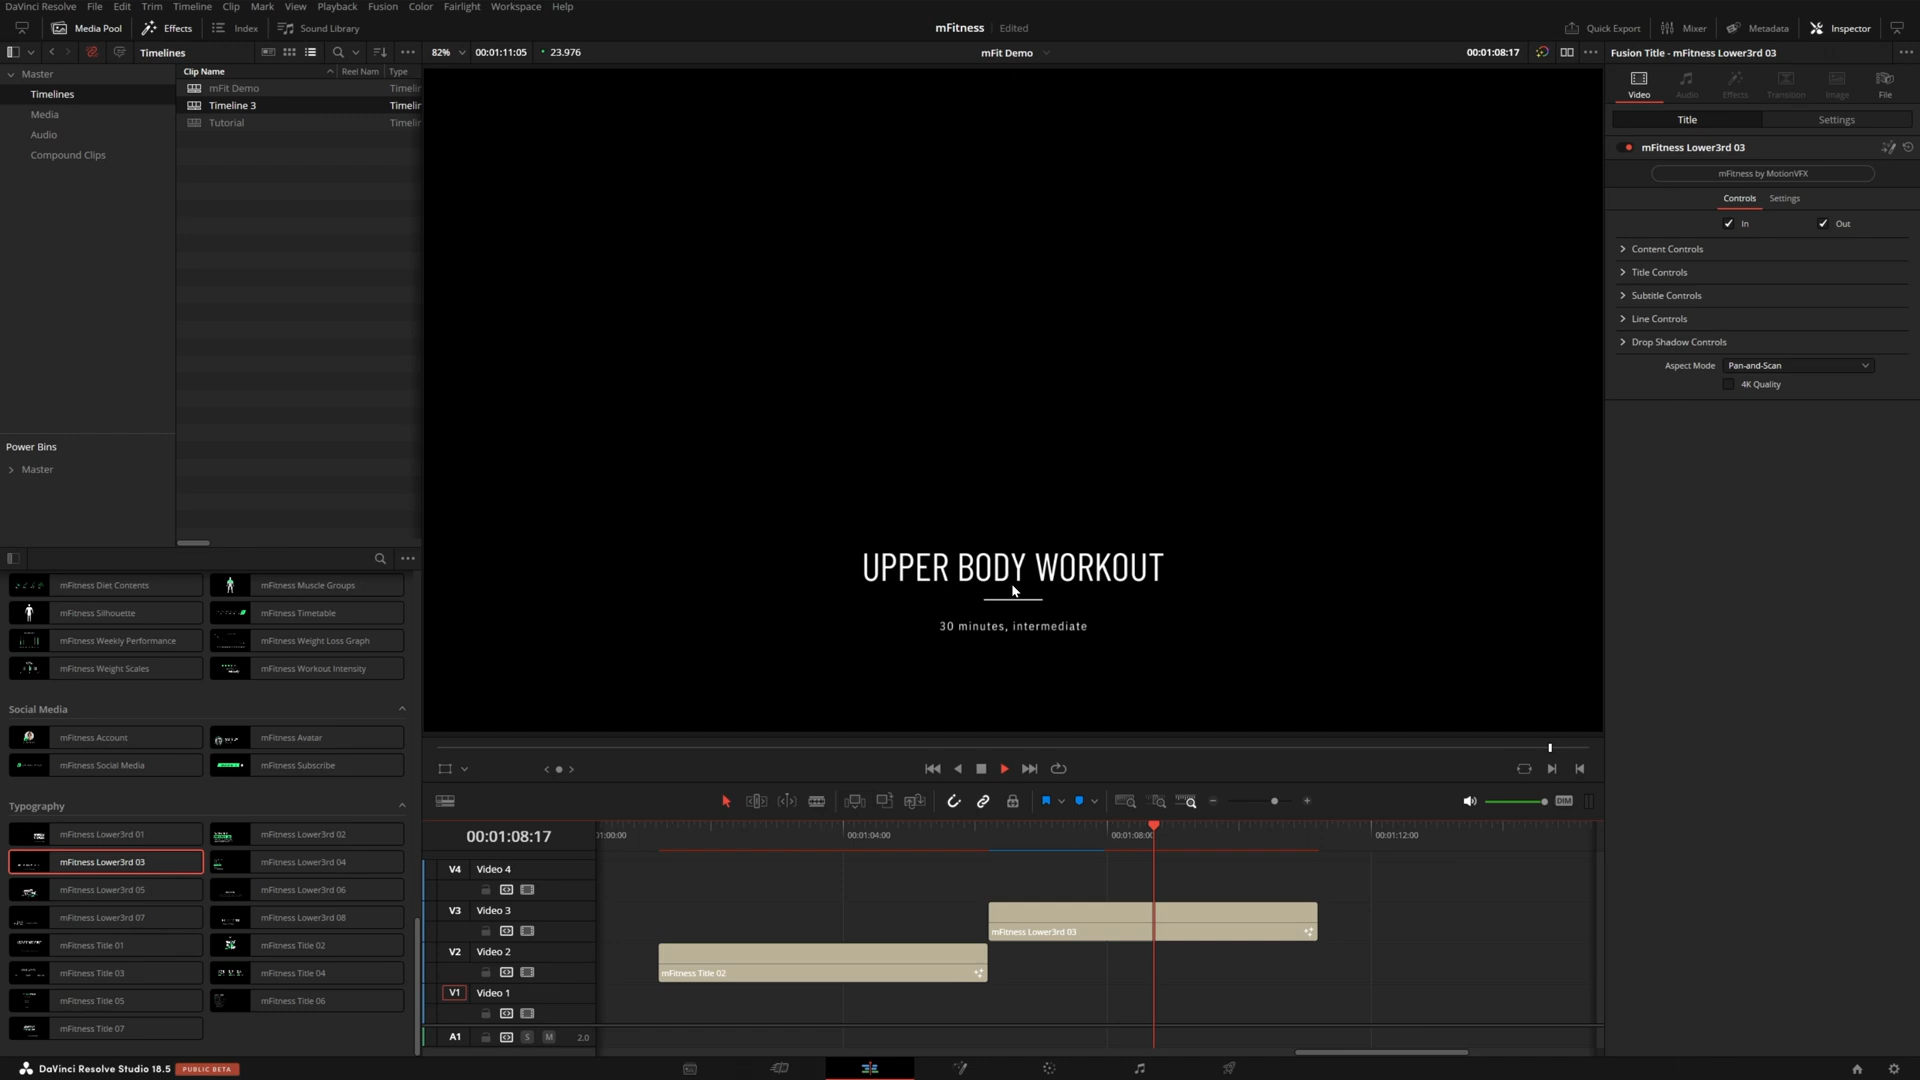 DaVinci Resolve File Edit Trim Timeline Clip Mark View Playback Fusion Color Fairlight Workspace Help
Media Pool Effects Index Sound Library mFitness Edited Quick Export Mixer Metadata Inspector
Timelines 82% 00:01:11:05 23.976 mFit Demo 00:01:08:17 Fusion Title - mFitness Lower3rd 03
Master
Timelines
Media
Audio
Compound Clips
Clip Name Reel Nam Type
mFit Demo Timelir
Timeline 3 Timelir
Tutorial Timelir
Power Bins
Master
UPPER BODY WORKOUT
30 minutes, intermediate
Video Audio Effects Transition Image File
Title Settings
mFitness Lower3rd 03
mFitness by MotionVFX
Controls Settings
In Out
Content Controls
Title Controls
Subtitle Controls
Line Controls
Drop Shadow Controls
Aspect Mode Pan-and-Scan
4K Quality
mFitness Diet Contents mFitness Muscle Groups
mFitness Silhouette mFitness Timetable
mFitness Weekly Performance mFitness Weight Loss Graph
mFitness Weight Scales mFitness Workout Intensity
Social Media
mFitness Account mFitness Avatar
mFitness Social Media mFitness Subscribe
Typography
mFitness Lower3rd 01 mFitness Lower3rd 02
mFitness Lower3rd 03 mFitness Lower3rd 04
mFitness Lower3rd 05 mFitness Lower3rd 06
mFitness Lower3rd 07 mFitness Lower3rd 08
mFitness Title 01 mFitness Title 02
mFitness Title 03 mFitness Title 04
mFitness Title 05 mFitness Title 06
mFitness Title 07
DIM
00:01:08:17 01:00:00 00:01:04:00 00:01:08:00 00:01:12:00
V4 Video 4
V3 Video 3
mFitness Lower3rd 03
V2 Video 2
mFitness Title 02
V1 Video 1
A1 S M 2.0
DaVinci Resolve Studio 18.5 PUBLIC BETA